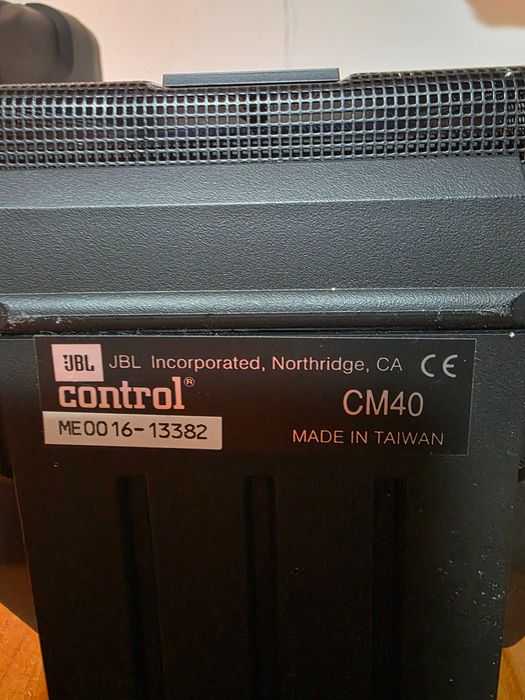 JBL JBL Incorporated, Northridge, CA CE
control®
CM40
ME0016-13382
MADE IN TAIWAN